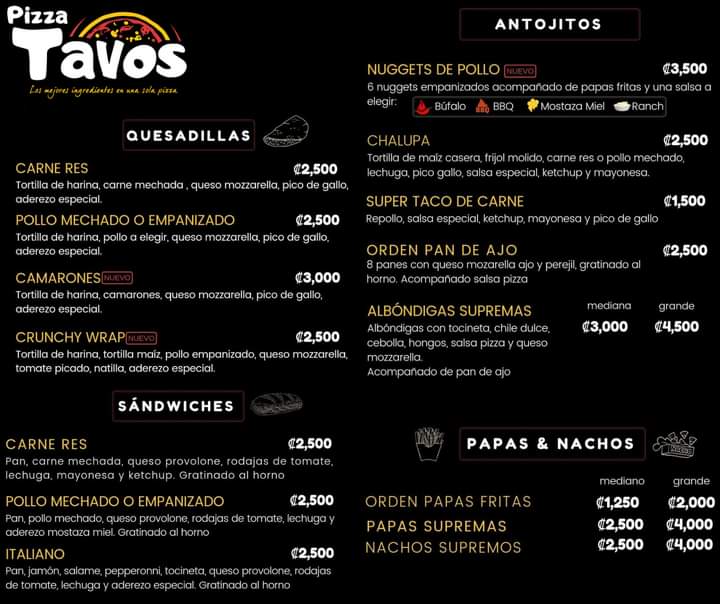 Pizza
Tavos
Los mejores ingredientes en una sola pizza
QUESADILLAS
CARNE RES ₡2,500
Tortilla de harina, carne mechada , queso mozzarella, pico de gallo,
aderezo especial.
POLLO MECHADO O EMPANIZADO ₡2,500
Tortilla de harina, pollo a elegir, queso mozzarella, pico de gallo,
aderezo especial.
CAMARONES NUEVO ₡3,000
Tortilla de harina, camarones, queso mozzarella, pico de gallo,
aderezo especial.
CRUNCHY WRAP NUEVO ₡2,500
Tortilla de harina, tortilla maíz, pollo empanizado, queso mozzarella,
tomate picado, natilla, aderezo especial.
SÁNDWICHES
CARNE RES ₡2,500
Pan, carne mechada, queso provolone, rodajas de tomate,
lechuga, mayonesa y ketchup. Gratinado al horno
POLLO MECHADO O EMPANIZADO ₡2,500
Pan, pollo mechado, queso provolone, rodajas de tomate, lechuga y
aderezo mostaza miel. Gratinado al horno
ITALIANO ₡2,500
Pan, jamón, salame, pepperonni, tocineta, queso provolone, rodajas
de tomate, lechuga y aderezo especial. Gratinado al horno
ANTOJITOS
NUGGETS DE POLLO NUEVO ₡3,500
6 nuggets empanizados acompañado de papas fritas y una salsa a
elegir: Búfalo BBQ BBQ Mostaza Miel Ranch
CHALUPA ₡2,500
Tortilla de maíz casera, frijol molido, carne res o pollo mechado,
lechuga, pico gallo, salsa especial, ketchup y mayonesa.
SUPER TACO DE CARNE ₡1,500
Repollo, salsa especial, ketchup, mayonesa y pico de gallo
ORDEN PAN DE AJO ₡2,500
8 panes con queso mozarella ajo y perejil, gratinado al
horno. Acompañado salsa pizza
ALBÓNDIGAS SUPREMAS mediana grande
Albóndigas con tocineta, chile dulce, ₡3,000 ₡4,500
cebolla, hongos, salsa pizza y queso
mozzarella.
Acompañado de pan de ajo
PAPAS & NACHOS
mediano grande
ORDEN PAPAS FRITAS ₡1,250 ₡2,000
PAPAS SUPREMAS ₡2,500 ₡4,000
NACHOS SUPREMOS ₡2,500 ₡4,000